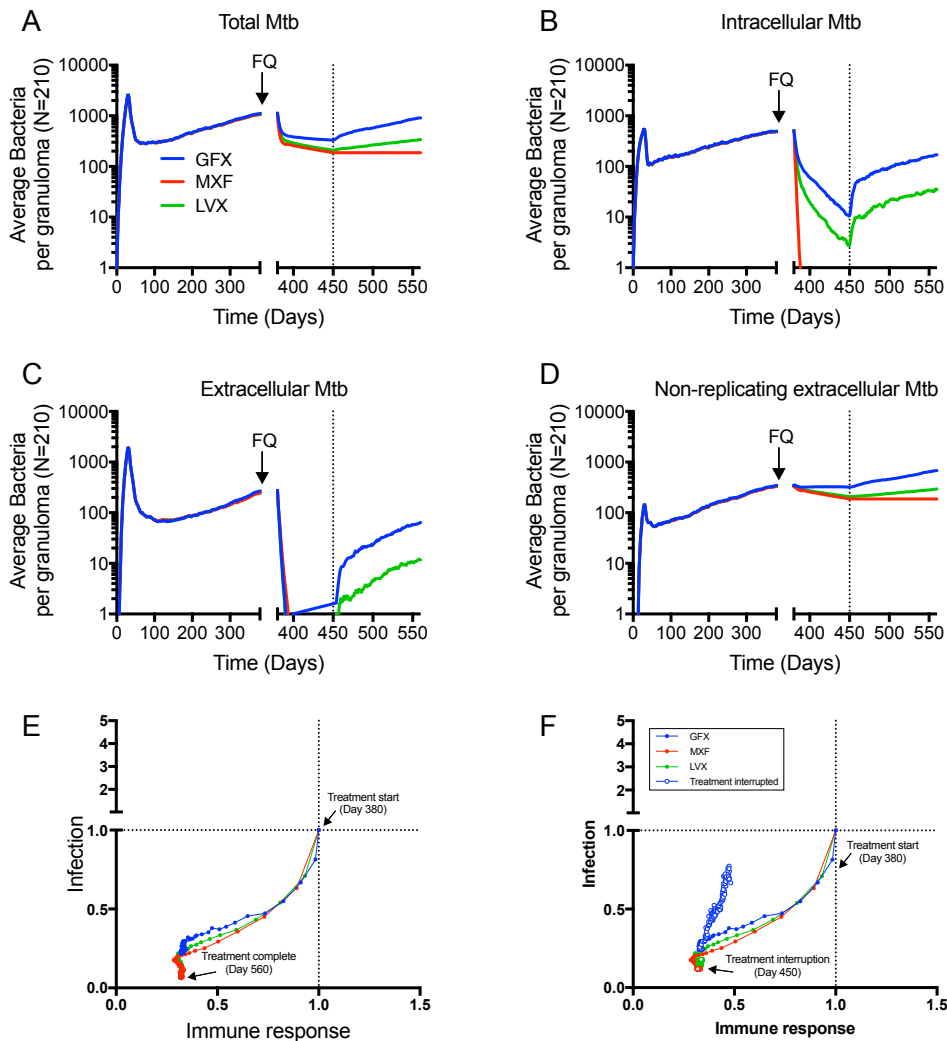 A
Total Mtb
Average Bacteria
per granuloma (N=210)
10000
1000
100
10
1
FQ
GFX
MXF
LVX
0 100 200 300 400 450 500 550
Time (Days)
B
Intracellular Mtb
Average Bacteria
per granuloma (N=210)
10000
1000
100
10
1
FQ
0 100 200 300 400 450 500 550
Time (Days)
C
Extracellular Mtb
Average Bacteria
per granuloma (N=210)
10000
1000
100
10
1
FQ
0 100 200 300 400 450 500 550
Time (Days)
D
Non-replicating extracellular Mtb
Average Bacteria
per granuloma (N=210)
10000
1000
100
10
1
FQ
0 100 200 300 400 450 500 550
Time (Days)
E
Infection
5
4
3
2
1.0
0.5
0.0
Treatment start
(Day 380)
Treatment complete
(Day 560)
0.0 0.5 1.0 1.5
Immune response
F
Infection
5
4
3
2
1.0
0.5
0.0
GFX
MXF
LVX
Treatment interrupted
Treatment start
(Day 380)
Treatment interruption
(Day 450)
0.0 0.5 1.0 1.5
Immune response